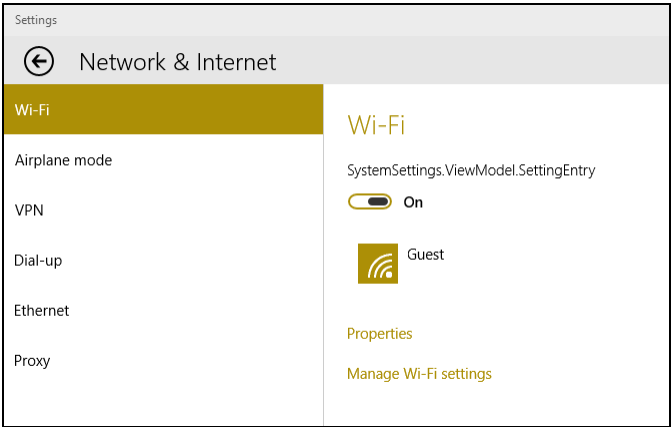 Settings
Network & Internet
Wi-Fi
Airplane mode
VPN
Dial-up
Ethernet
Proxy
Wi-Fi
SystemSettings.ViewModel.SettingEntry
On
Guest
Properties
Manage Wi-Fi settings